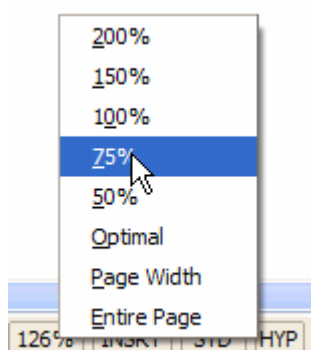 200%
150%
100%
75%
50%
Optimal
Page Width
Entire Page
126% INSRT STD HYP